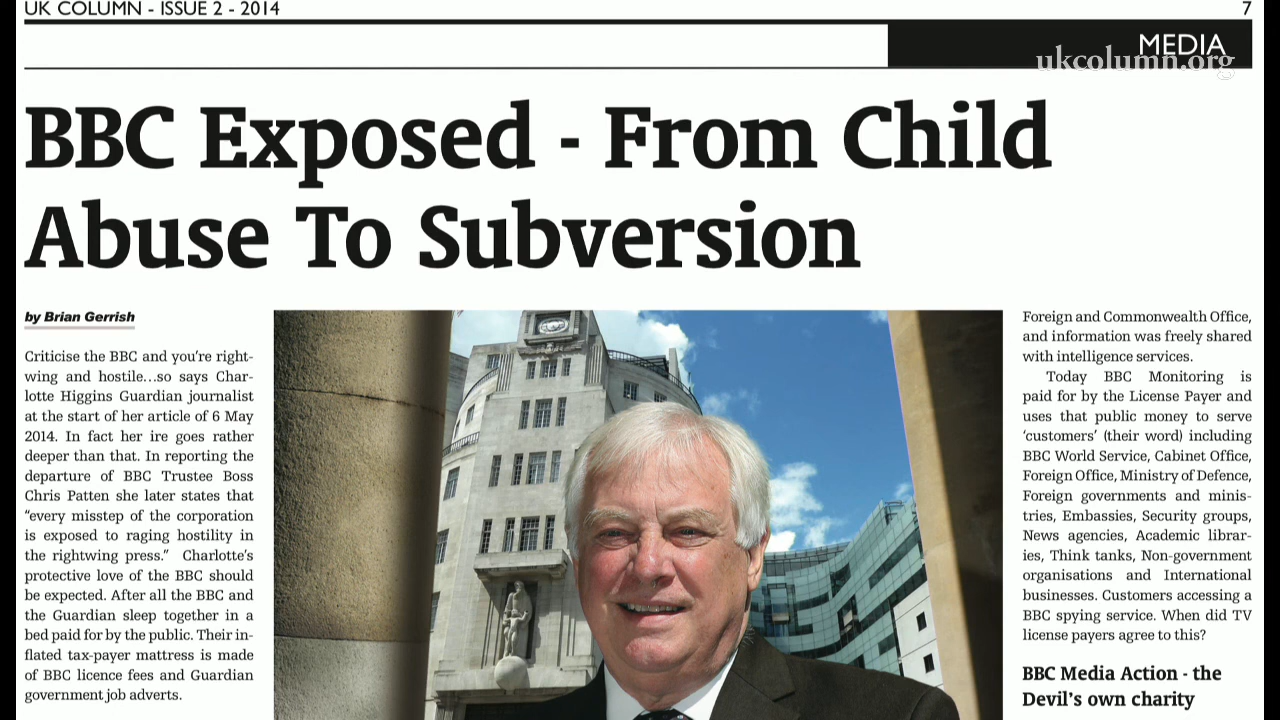 UK COLUMN - ISSUE 2 - 2014
7
MEDIA
ukcolumn.org
BBC Exposed - From Child
Abuse To Subversion
by Brian Gerrish
Criticise the BBC and you're right-
wing and hostile...so says Char-
lotte Higgins Guardian journalist
at the start of her article of 6 May
2014. In fact her ire goes rather
deeper than that. In reporting the
departure of BBC Trustee Boss
Chris Patten she later states that
“every misstep of the corporation
is exposed to raging hostility in
the rightwing press.” Charlotte's
protective love of the BBC should
be expected. After all the BBC and
the Guardian sleep together in a
bed paid for by the public. Their in-
flated tax-payer mattress is made
of BBC licence fees and Guardian
government job adverts.
Foreign and Commonwealth Office,
and information was freely shared
with intelligence services.
Today BBC Monitoring is
paid for by the License Payer and
uses that public money to serve
‘customers’ (their word) including
BBC World Service, Cabinet Office,
Foreign Office, Ministry of Defence,
Foreign governments and minis-
tries, Embassies, Security groups,
News agencies, Academic librar-
ies, Think tanks, Non-government
organisations and International
businesses. Customers accessing a
BBC spying service. When did TV
license payers agree to this?
BBC Media Action - the
Devil's own charity